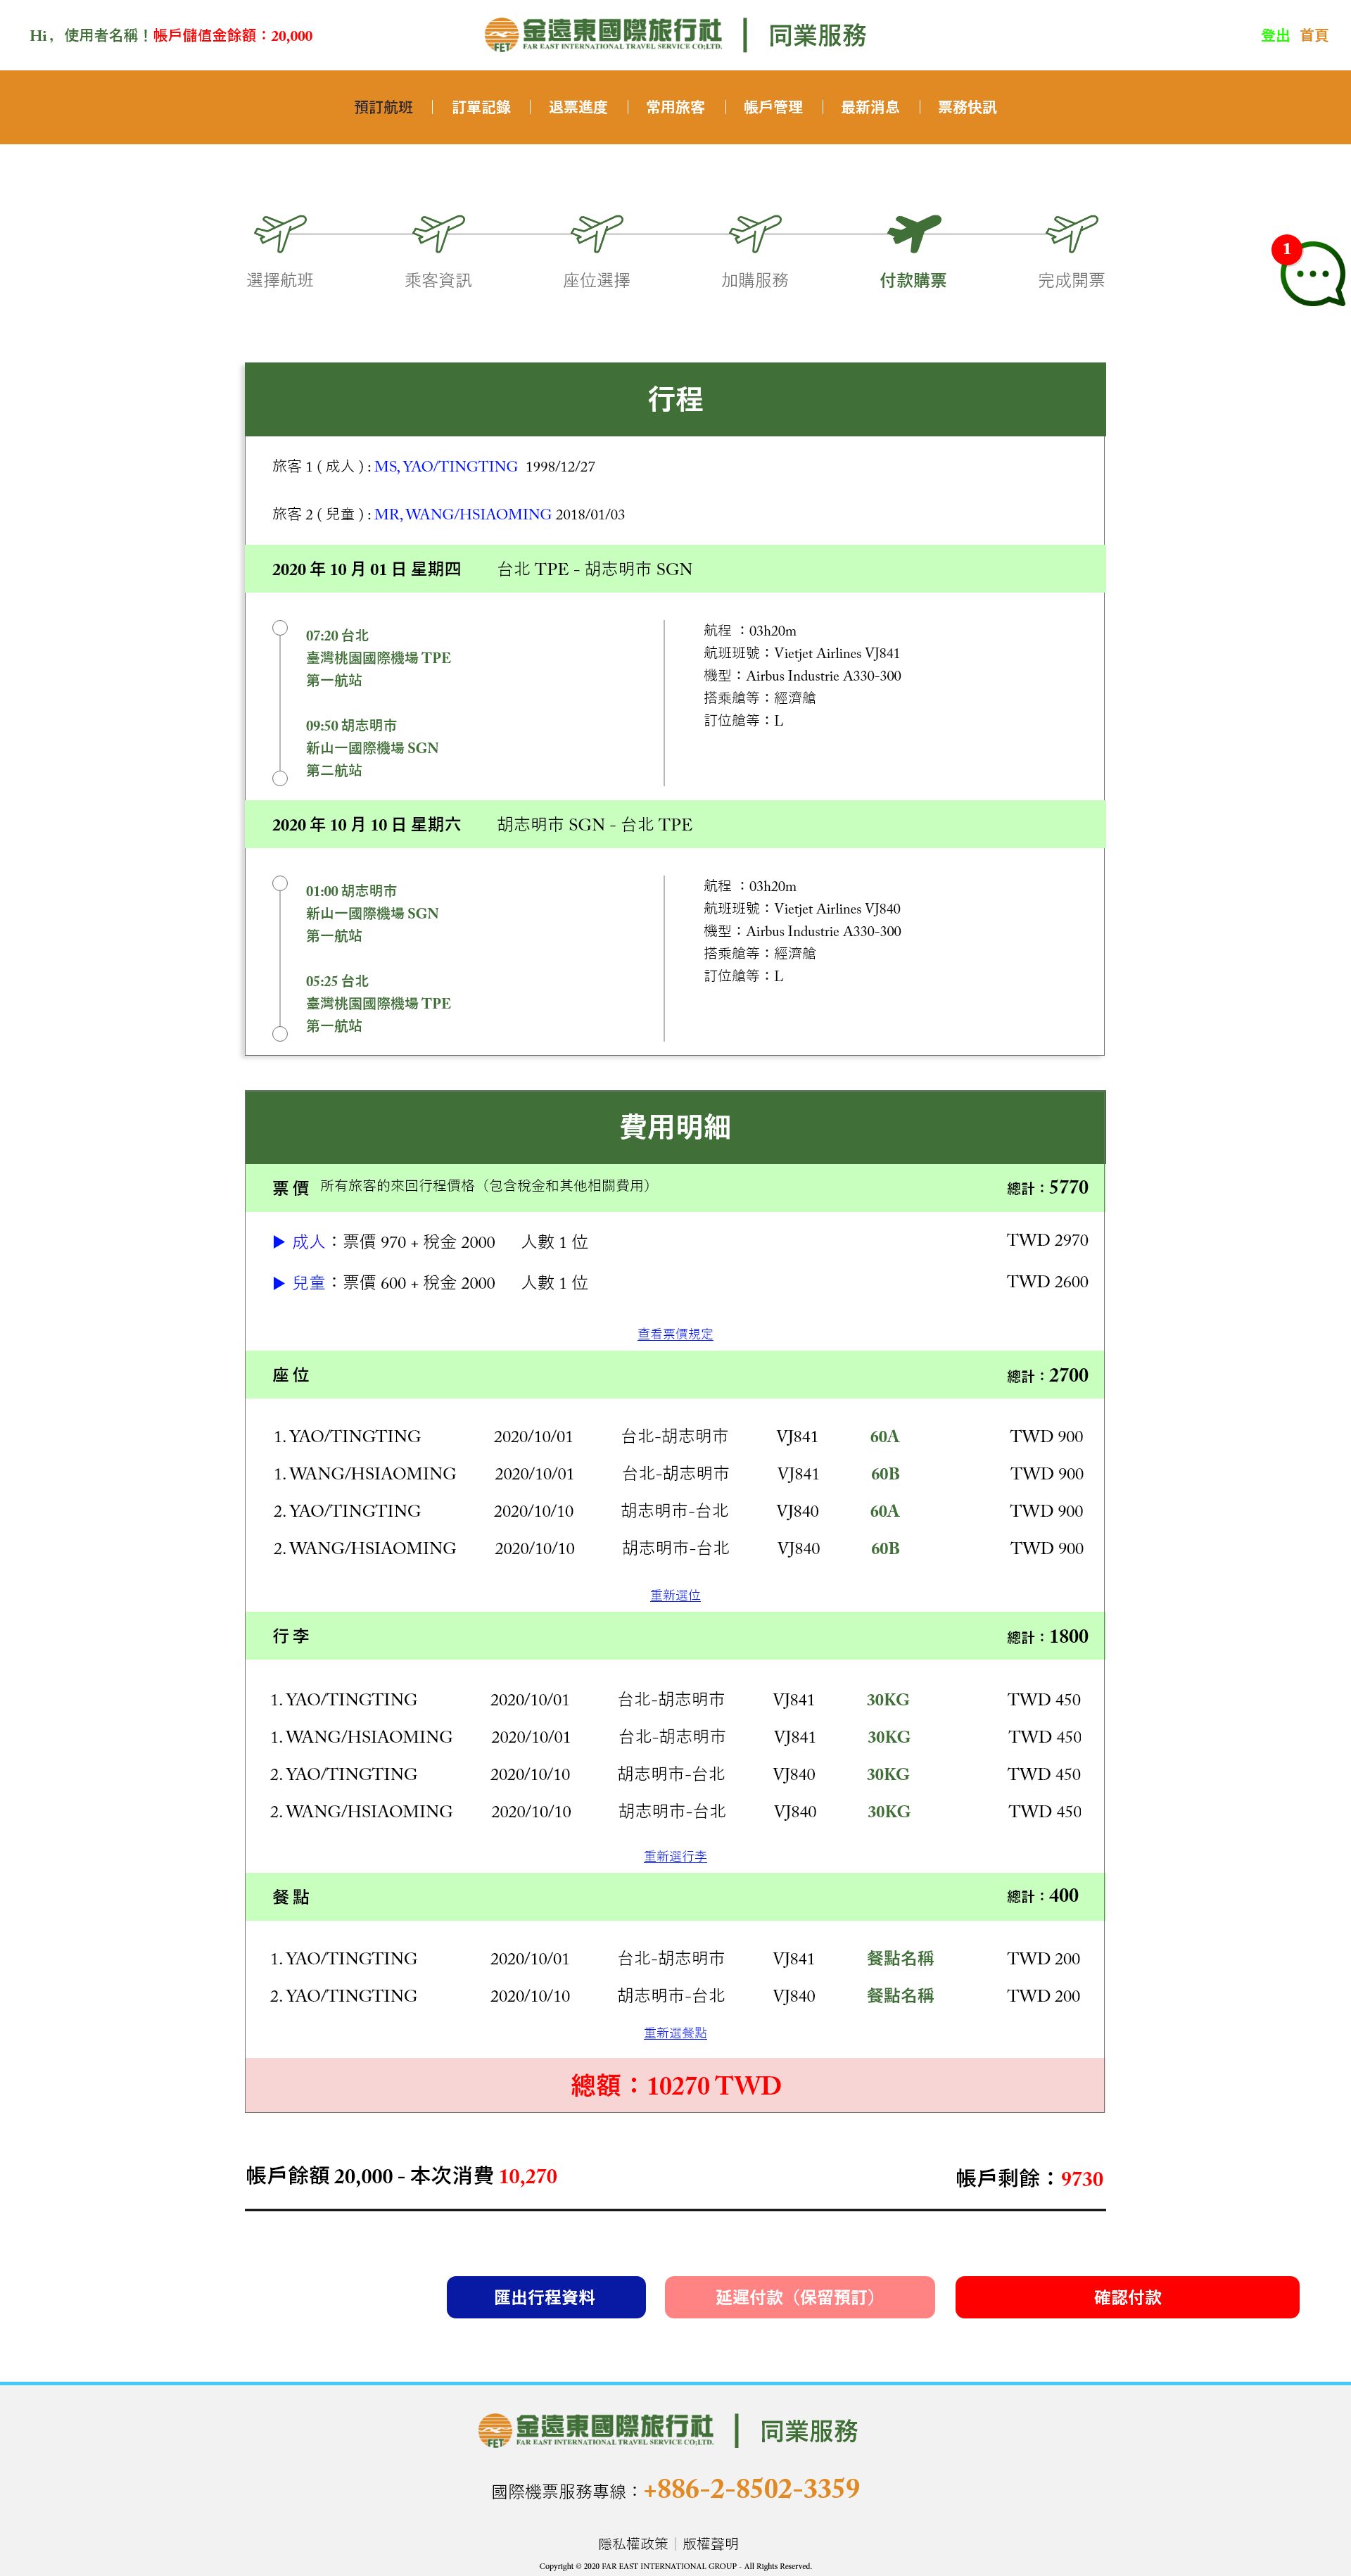 Hi , 使用者名稱！帳戶儲值金餘額：20,000
FET 金遠東國際旅行社 | 同業服務
FAR EAST INTERNATIONAL TRAVEL SERVICE CO;LTD.
登出 首頁
預訂航班 | 訂單記錄 | 退票進度 | 常用旅客 | 帳戶管理 | 最新消息 | 票務快訊
選擇航班 乘客資訊 座位選擇 加購服務 付款購票 完成開票
1
行程
旅客 1 ( 成人 ) : MS, YAO/TINGTING 1998/12/27
旅客 2 ( 兒童 ) : MR, WANG/HSIAOMING 2018/01/03
2020 年 10 月 01 日 星期四 台北 TPE - 胡志明市 SGN
07:20 台北
臺灣桃園國際機場 TPE
第一航站
09:50 胡志明市
新山一國際機場 SGN
第二航站
航程 ：03h20m
航班班號：Vietjet Airlines VJ841
機型：Airbus Industrie A330-300
搭乘艙等：經濟艙
訂位艙等：L
2020 年 10 月 10 日 星期六 胡志明市 SGN - 台北 TPE
01:00 胡志明市
新山一國際機場 SGN
第一航站
05:25 台北
臺灣桃園國際機場 TPE
第一航站
航程 ：03h20m
航班班號：Vietjet Airlines VJ840
機型：Airbus Industrie A330-300
搭乘艙等：經濟艙
訂位艙等：L
費用明細
票 價 所有旅客的來回行程價格（包含稅金和其他相關費用） 總計：5770
▶ 成人：票價 970 + 稅金 2000 人數 1 位 TWD 2970
▶ 兒童：票價 600 + 稅金 2000 人數 1 位 TWD 2600
查看票價規定
座 位 總計：2700
1. YAO/TINGTING 2020/10/01 台北-胡志明市 VJ841 60A TWD 900
1. WANG/HSIAOMING 2020/10/01 台北-胡志明市 VJ841 60B TWD 900
2. YAO/TINGTING 2020/10/10 胡志明市-台北 VJ840 60A TWD 900
2. WANG/HSIAOMING 2020/10/10 胡志明市-台北 VJ840 60B TWD 900
重新選位
行 李 總計：1800
1. YAO/TINGTING 2020/10/01 台北-胡志明市 VJ841 30KG TWD 450
1. WANG/HSIAOMING 2020/10/01 台北-胡志明市 VJ841 30KG TWD 450
2. YAO/TINGTING 2020/10/10 胡志明市-台北 VJ840 30KG TWD 450
2. WANG/HSIAOMING 2020/10/10 胡志明市-台北 VJ840 30KG TWD 450
重新選行李
餐 點 總計：400
1. YAO/TINGTING 2020/10/01 台北-胡志明市 VJ841 餐點名稱 TWD 200
2. YAO/TINGTING 2020/10/10 胡志明市-台北 VJ840 餐點名稱 TWD 200
重新選餐點
總額：10270 TWD
帳戶餘額 20,000 - 本次消費 10,270 帳戶剩餘：9730
匯出行程資料 延遲付款（保留預訂） 確認付款
FET 金遠東國際旅行社 | 同業服務
FAR EAST INTERNATIONAL TRAVEL SERVICE CO;LTD.
國際機票服務專線：+886-2-8502-3359
隱私權政策 | 版權聲明
Copyright © 2020 FAR EAST INTERNATIONAL GROUP - All Rights Reserved.